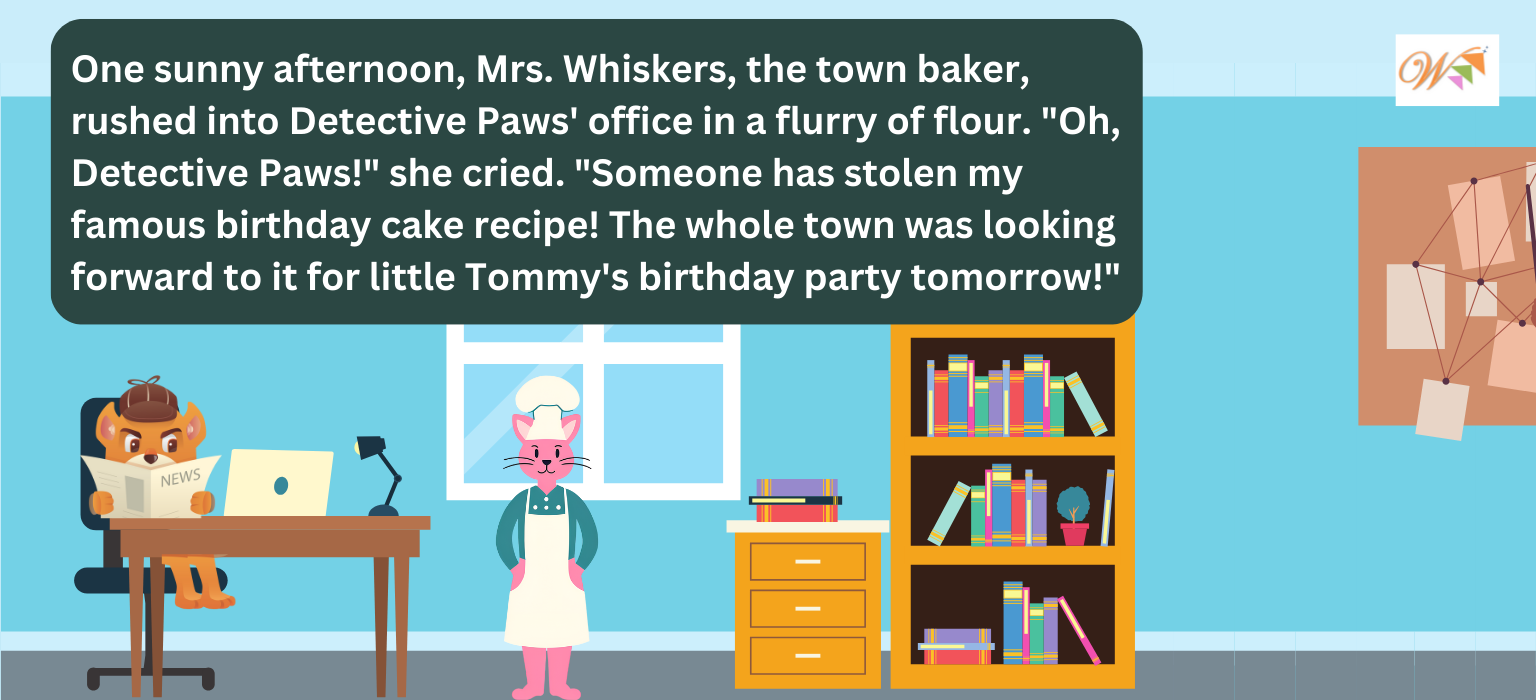 One sunny afternoon, Mrs. Whiskers, the town baker,
rushed into Detective Paws' office in a flurry of flour. "Oh,
Detective Paws!" she cried. "Someone has stolen my
famous birthday cake recipe! The whole town was looking
forward to it for little Tommy's birthday party tomorrow!"
W
NEWS